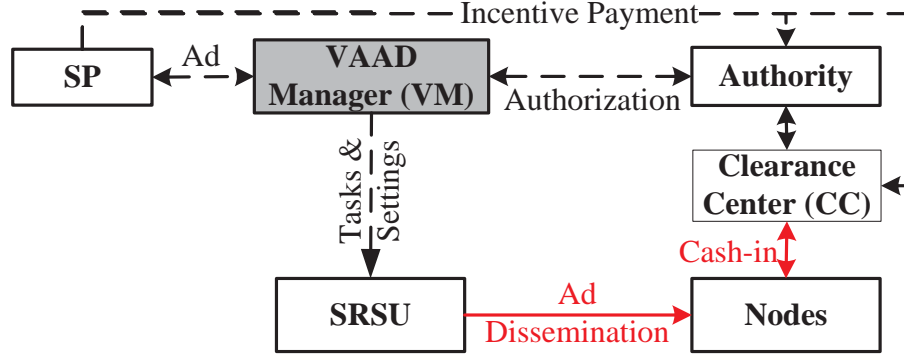 Incentive Payment
SP
Ad
VAAD
Manager (VM)
Authorization
Authority
Tasks &
Settings
Clearance
Center (CC)
Cash-in
SRSU
Ad
Dissemination
Nodes